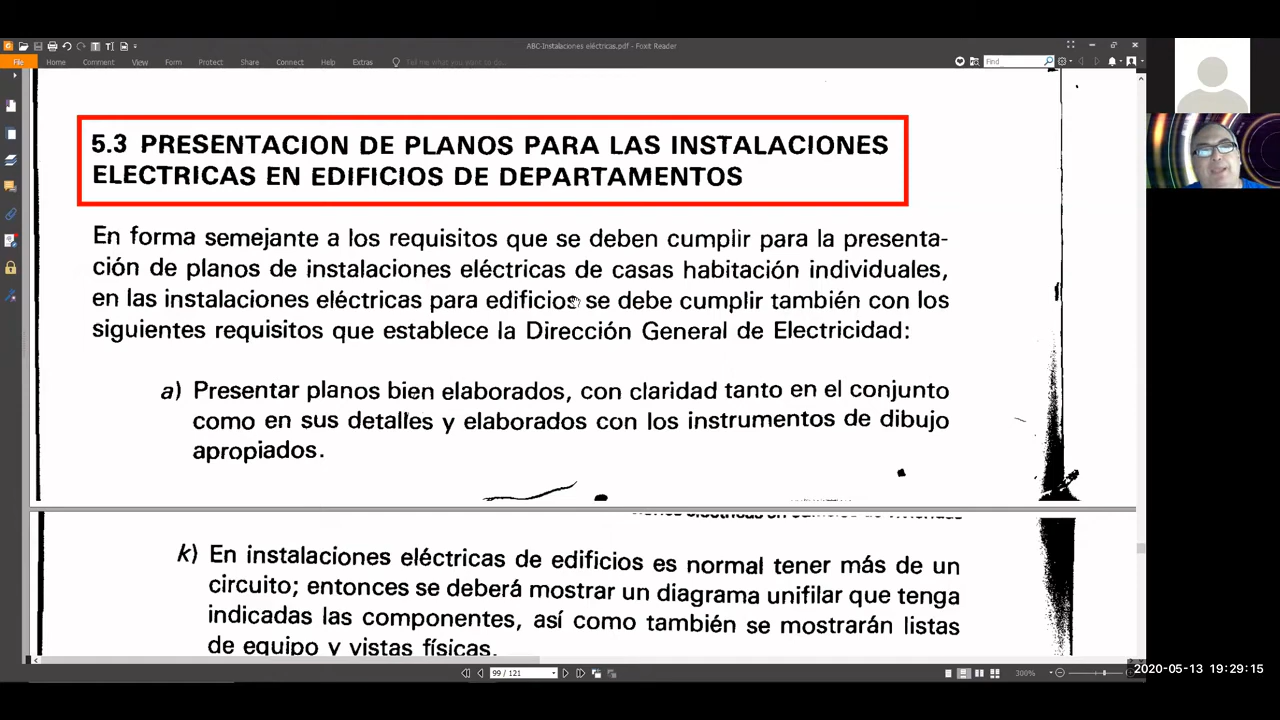 ABC-Instalaciones eléctricas.pdf - Foxit Reader
File Home Comment View Form Protect Share Connect Help Extras Tell me what you want to do... Find
5.3 PRESENTACION DE PLANOS PARA LAS INSTALACIONES
ELECTRICAS EN EDIFICIOS DE DEPARTAMENTOS
En forma semejante a los requisitos que se deben cumplir para la presenta-
ción de planos de instalaciones eléctricas de casas habitación individuales,
en las instalaciones eléctricas para edificios se debe cumplir también con los
siguientes requisitos que establece la Dirección General de Electricidad:
a) Presentar planos bien elaborados, con claridad tanto en el conjunto
como en sus detalles y elaborados con los instrumentos de dibujo
apropiados.
k) En instalaciones eléctricas de edificios es normal tener más de un
circuito; entonces se deberá mostrar un diagrama unifilar que tenga
indicadas las componentes, así como también se mostrarán listas
de equipo y vistas físicas.
99 / 121
300%
2020-05-13 19:29:15